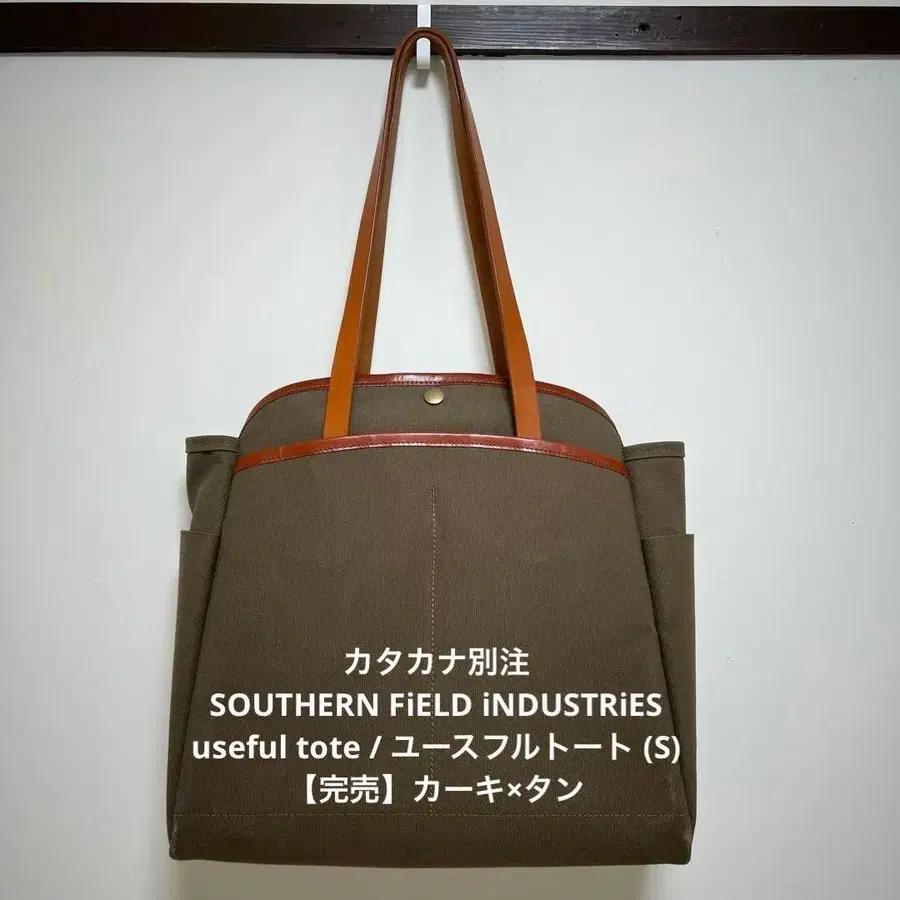 カタカナ別注
SOUTHERN FiELD iNDUSTRiES
useful tote / ユースフルトート (S)
【完売】カーキ×タン